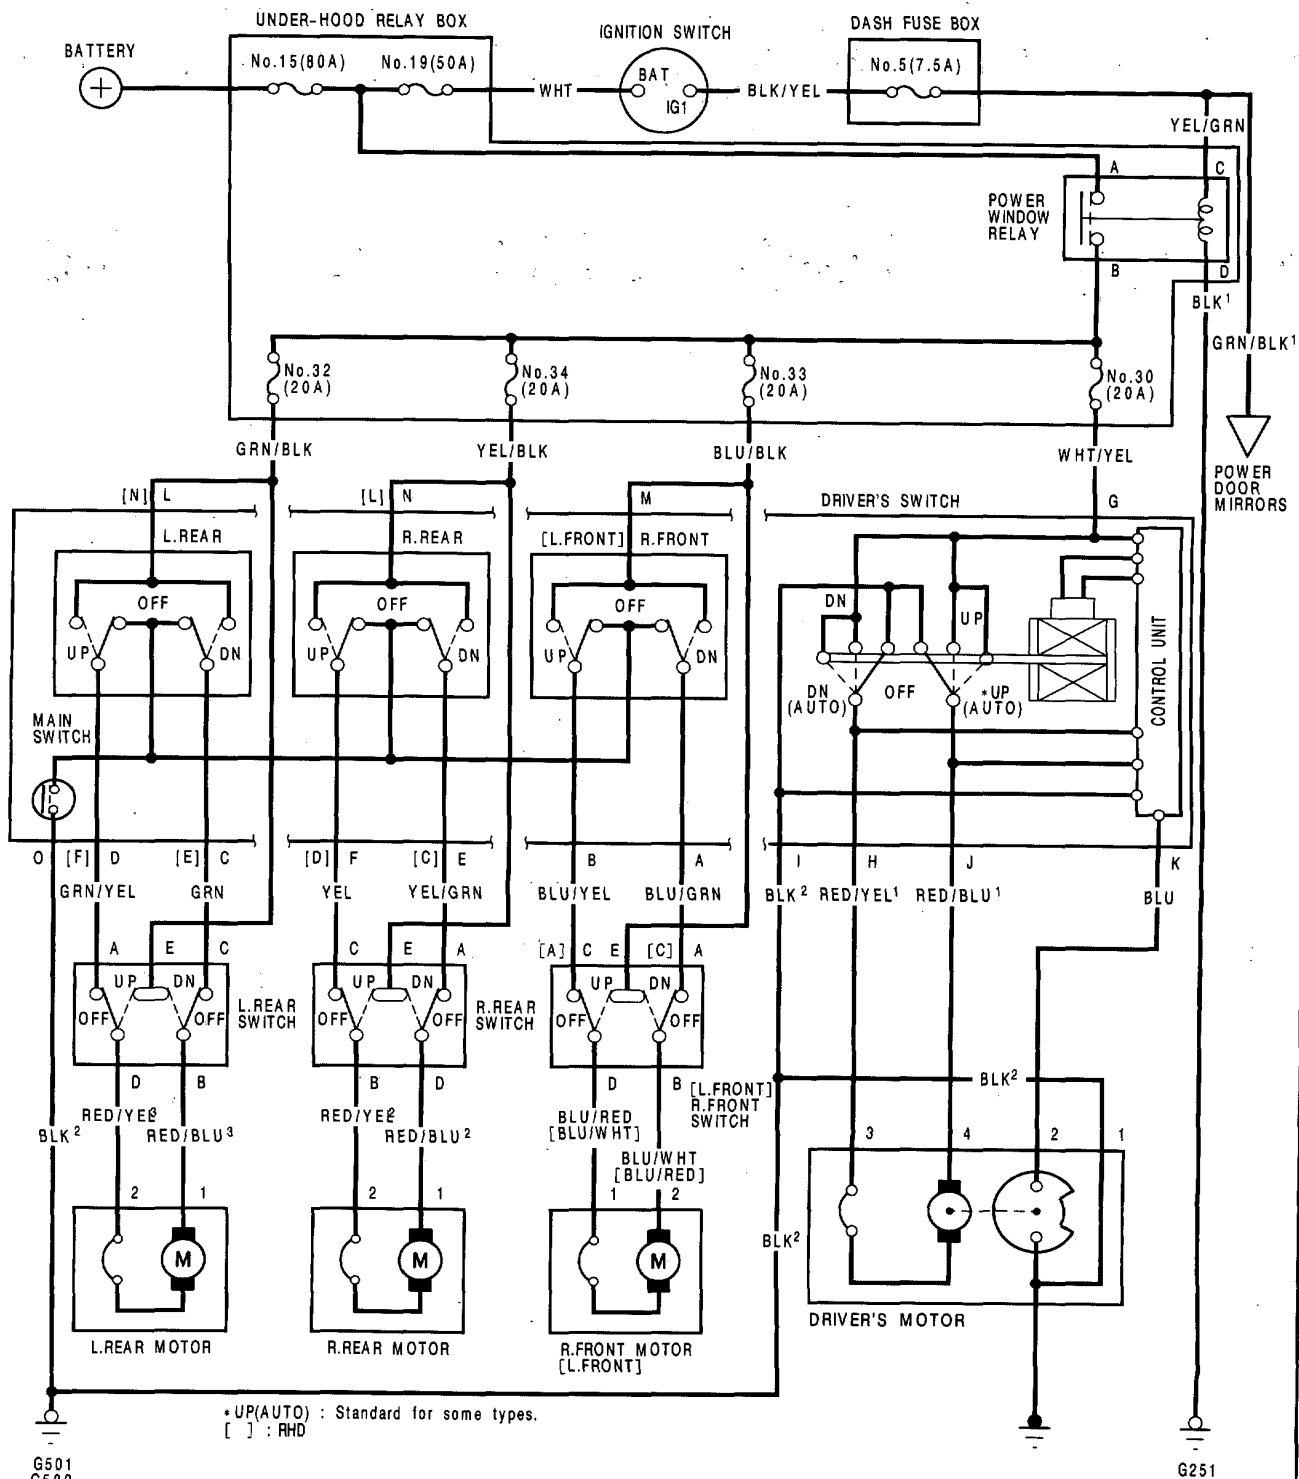 UNDER-HOOD RELAY BOX
IGNITION SWITCH
DASH FUSE BOX
BATTERY
No.15(80A)
No.19(50A)
BAT
IG1
No.5(7.5A)
WHT
BLK/YEL
YEL/GRN
A
C
POWER
WINDOW
RELAY
B
D
BLK1
GRN/BLK1
No.32
(20A)
No.34
(20A)
No.33
(20A)
No.30
(20A)
GRN/BLK
YEL/BLK
BLU/BLK
WHT/YEL
POWER
DOOR
MIRRORS
[N] L
[L] N
M
DRIVER'S SWITCH
G
L.REAR
R.REAR
[L.FRONT] R.FRONT
OFF
OFF
OFF
DN
UP
UP
DN
UP
DN
UP
DN
DN
(AUTO)
OFF
*UP
(AUTO)
CONTROL UNIT
MAIN
SWITCH
O
[F] D
[E] C
[D] F
[C] E
B
A
I
H
J
K
GRN/YEL
GRN
YEL
YEL/GRN
BLU/YEL
BLU/GRN
BLK2
RED/YEL1
RED/BLU1
BLU
A
E
C
C
E
A
[A] C
E
[C] A
UP
DN
UP
DN
UP
DN
OFF
OFF
OFF
OFF
OFF
OFF
L.REAR
SWITCH
R.REAR
SWITCH
[L.FRONT]
R.FRONT
SWITCH
D
B
B
D
D
B
BLK2
RED/YEL3
RED/BLU3
RED/YEL2
RED/BLU2
BLU/RED
[BLU/WHT]
BLU/WHT
[BLU/RED]
BLK2
BLK2
3
4
2
1
2
1
2
1
1
2
M
M
M
L.REAR MOTOR
R.REAR MOTOR
R.FRONT MOTOR
[L.FRONT]
DRIVER'S MOTOR
*UP(AUTO) : Standard for some types.
[ ] : RHD
G501
G251